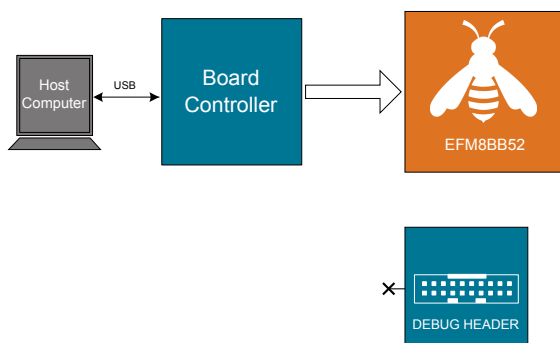 Host
Computer
USB
Board
Controller
EFM8BB52
DEBUG HEADER